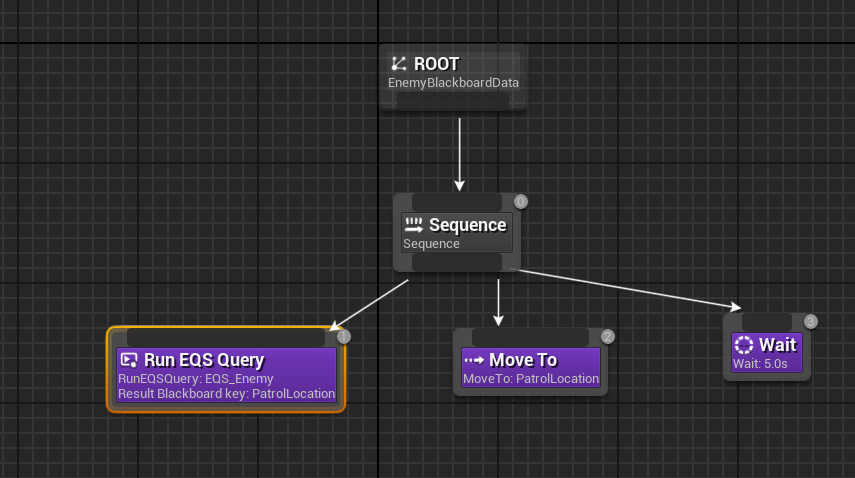 ROOT
EnemyBlackboardData
0
Sequence
Sequence
1
Run EQS Query
RunEQSQuery: EQS_Enemy
Result Blackboard key: PatrolLocation
2
Move To
MoveTo: PatrolLocation
3
Wait
Wait: 5.0s